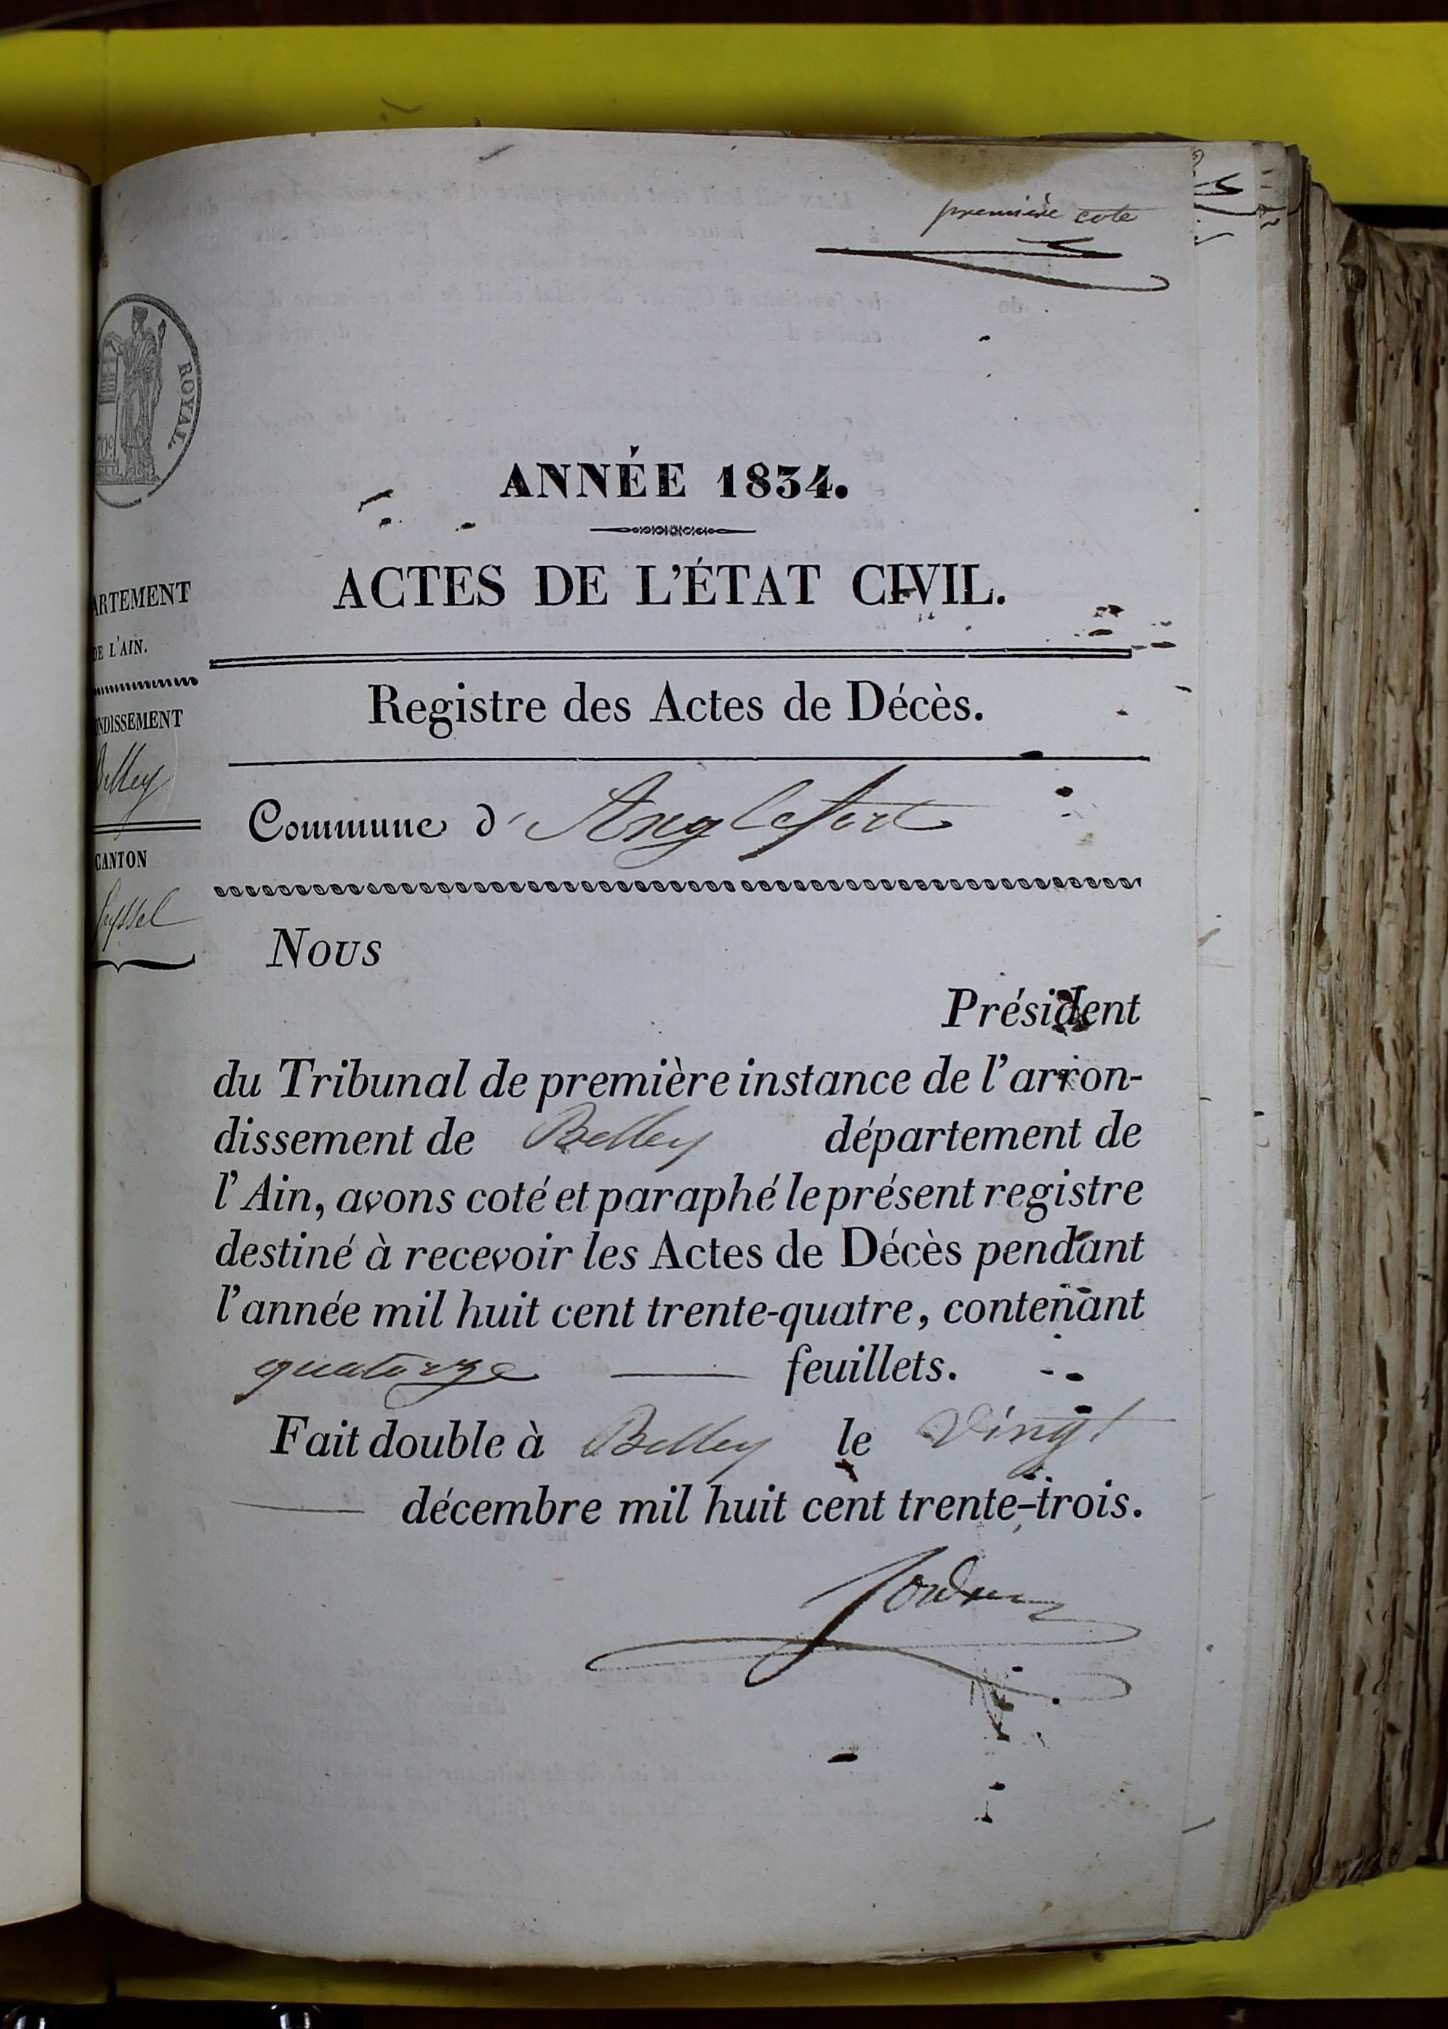 première cote
ROYAL.
709
ANNÉE 1834.
ACTES DE L'ÉTAT CIVIL.
ARTEMENT
DE L'AIN.
Registre des Actes de Décès.
NDISSEMENT
Belley
Commune d'Anglefort
CANTON
Seyssel
Nous
Président
du Tribunal de première instance de l'arron-
dissement de Belley département de
l'Ain, avons coté et paraphé le présent registre
destiné à recevoir les Actes de Décès pendant
l'année mil huit cent trente-quatre, contenant
quatorze — feuillets.
Fait double à Belley le Vingt
— décembre mil huit cent trente-trois.